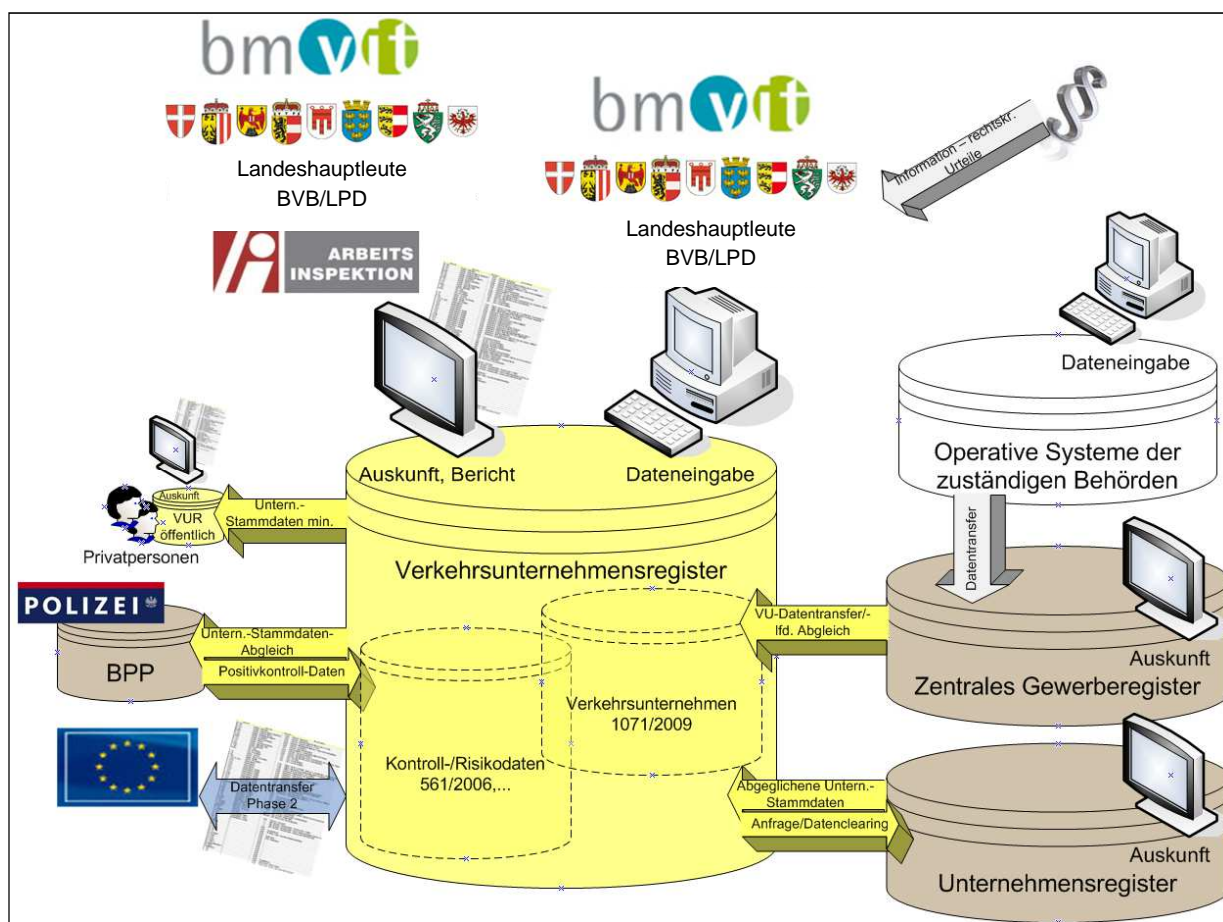 bmvit
Landeshauptleute
BVB/LPD
bmvit
Landeshauptleute
BVB/LPD
Information – rechtskr.
Urteile
ARBEITS
INSPEKTION
Auskunft, Bericht
Dateneingabe
Dateneingabe
Operative Systeme der
zuständigen Behörden
Datentransfer
Auskunft
VUR
öffentlich
Privatpersonen
Untern.-
Stammdaten min.
Verkehrsunternehmensregister
POLIZEI
BPP
Untern.-Stammdaten-
Abgleich
Positivkontroll-Daten
VU-Datentransfer/-
lfd. Abgleich
Auskunft
Zentrales Gewerberegister
Verkehrsunternehmen
1071/2009
Kontroll-/Risikodaten
561/2006,...
Datentransfer
Phase 2
Abgeglichene Untern.-
Stammdaten
Anfrage/Datenclearing
Auskunft
Unternehmensregister